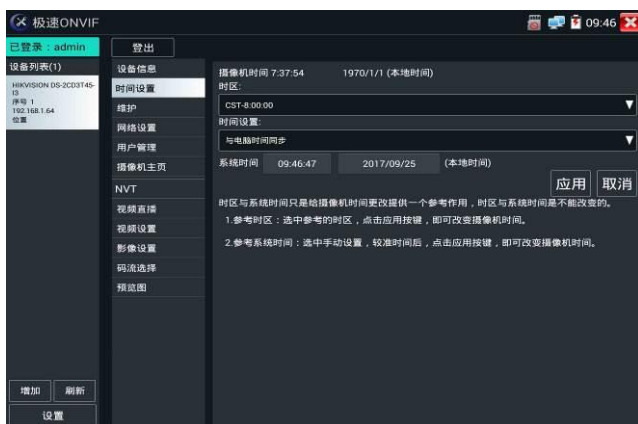 极速ONVIF
09:46
已登录：admin
登出
设备列表(1)
HIKVISION DS-2CD3T45-I3
序号 1
192.168.1.64
位置
设备信息
时间设置
维护
网络设置
用户管理
摄像机主页
NVT
视频直播
视频设置
影像设置
码流选择
预览图
摄像机时间 7:37:54 1970/1/1 (本地时间)
时区:
CST-8:00:00
时间设置:
与电脑时间同步
系统时间 09:46:47 2017/09/25 (本地时间)
应用 取消
时区与系统时间只是给摄像机时间更改提供一个参考作用，时区与系统时间是不能改变的。
1.参考时区：选中参考的时区，点击应用按键，即可改变摄像机时间。
2.参考系统时间：选中手动设置，较准时间后，点击应用按键，即可改变摄像机时间。
增加 刷新
设置